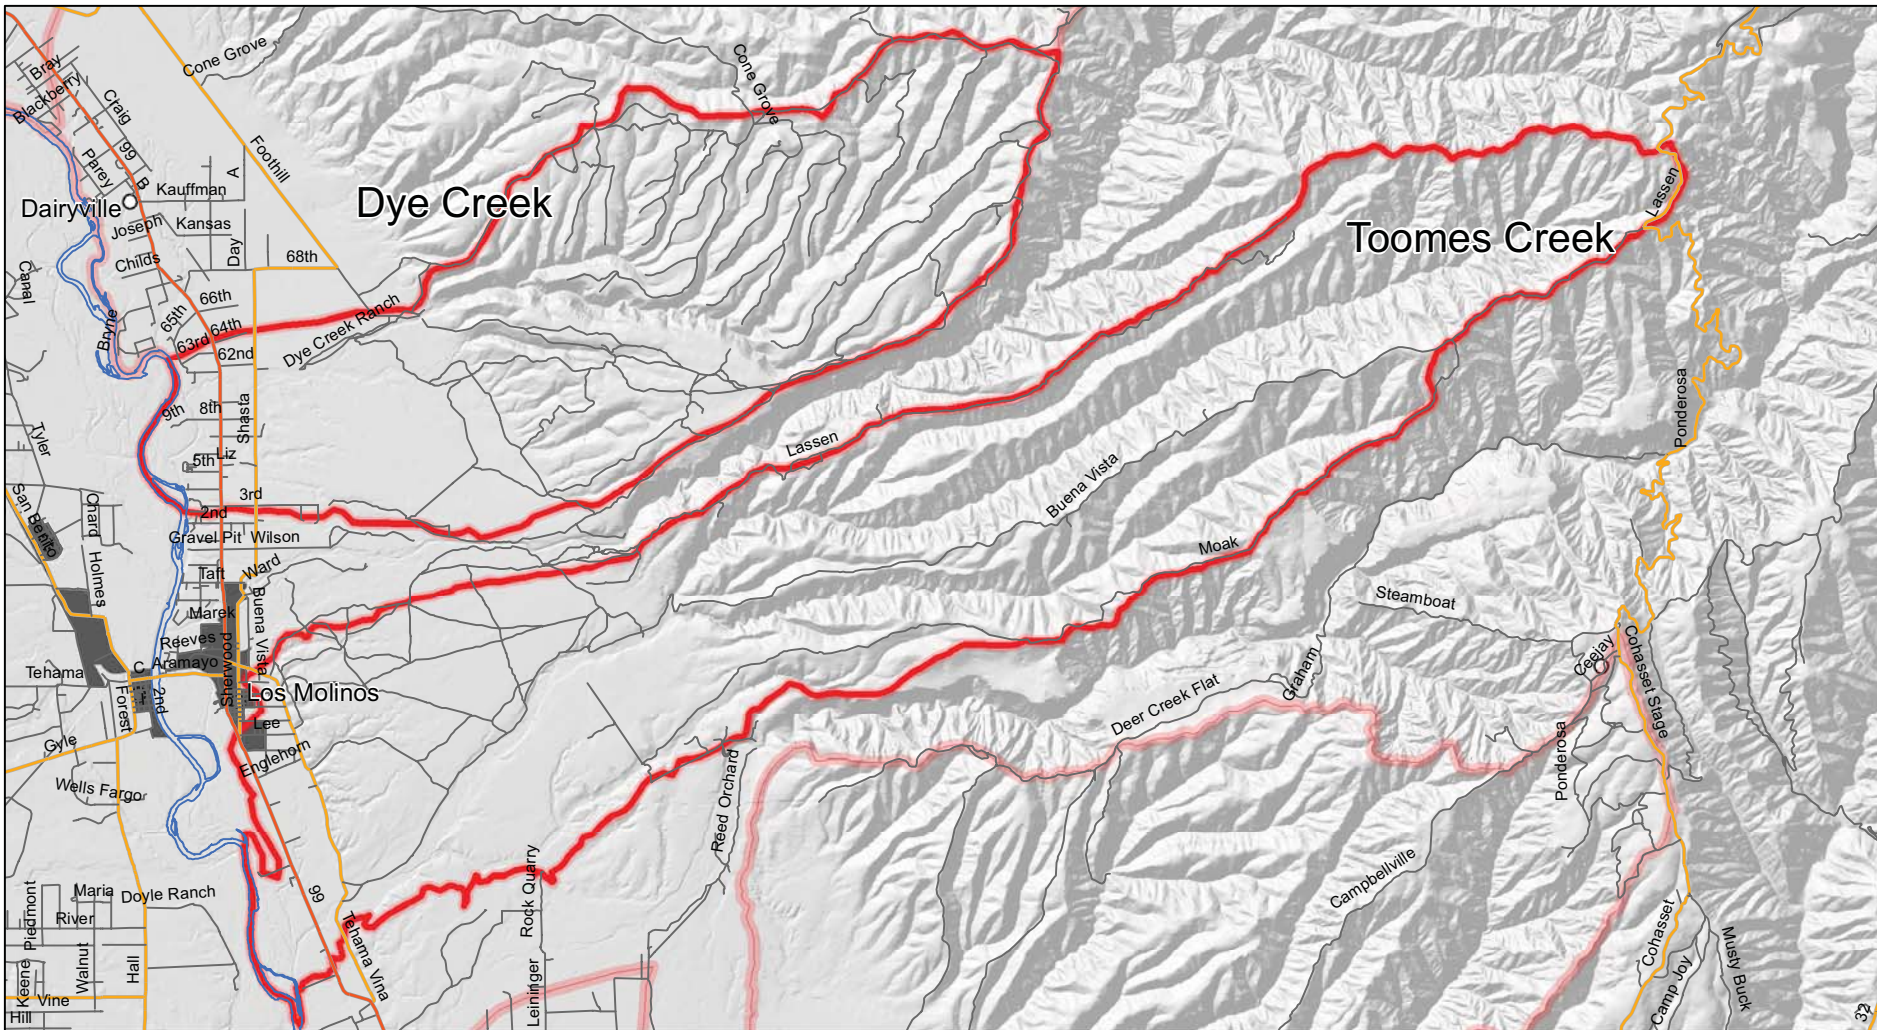 Cone Grove
Cone Grove
Bray
Blackberry
Craig
99
B
Parey
Foothill
A
Kauffman
Dairyville
Joseph
Kansas
Day
Childs
68th
Dye Creek
Toomes Creek
Lassen
Canal
66th
65th
64th
63rd
62nd
Bryne
Dye Creek Ranch
9th
8th
Shasta
Tyler
5th
Liz
Lassen
Ponderosa
3rd
2nd
San Benito
Chard
Holmes
Gravel Pit
Wilson
Buena Vista
Moak
Taft
Ward
Marek
Buena Vista
Reeves
Sherwood
Aramayo
Tehama
C
Forest
2nd
Los Molinos
Lee
Englehorn
Gyle
Wells Fargo
Steamboat
Ceejay
Cohasset Stage
Graham
Deer Creek Flat
Ponderosa
Reed Orchard
Campbellville
Rock Quarry
Maria
Doyle Ranch
River
Piedmont
Walnut
Hall
Keene
Vine
Hill
99
Tehama Vina
Leininger
Cohasset
Camp Joy
Musty Buck
32